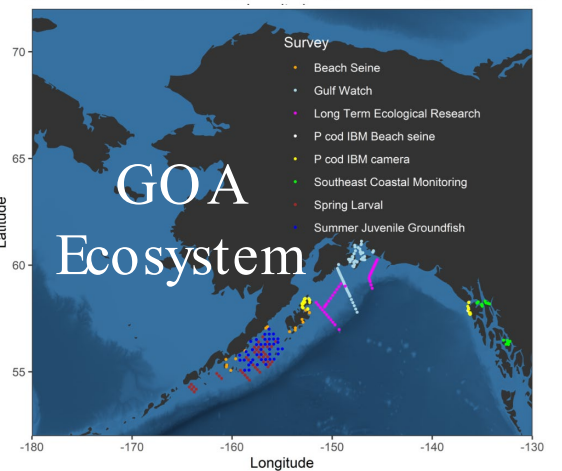 Survey
Beach Seine
Gulf Watch
Long Term Ecological Research
P cod IBM Beach seine
P cod IBM camera
Southeast Coastal Monitoring
Spring Larval
Summer Juvenile Groundfish
GOA
Ecosystem
70
65
60
55
Latitude
-180 -170 -160 -150 -140 -130
Longitude